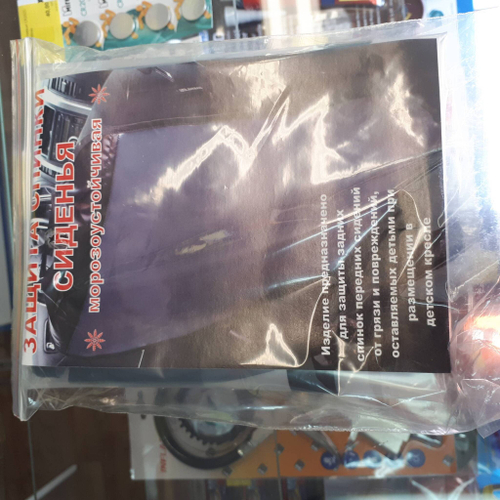 ЗАЩИТА СПИНКИ
СИДЕНЬЯ
морозоустойчивая
Изделие предназначено
для защиты задних
спинок передних сидений
от грязи и повреждений,
оставляемых детьми при
размещении в
детском кресле